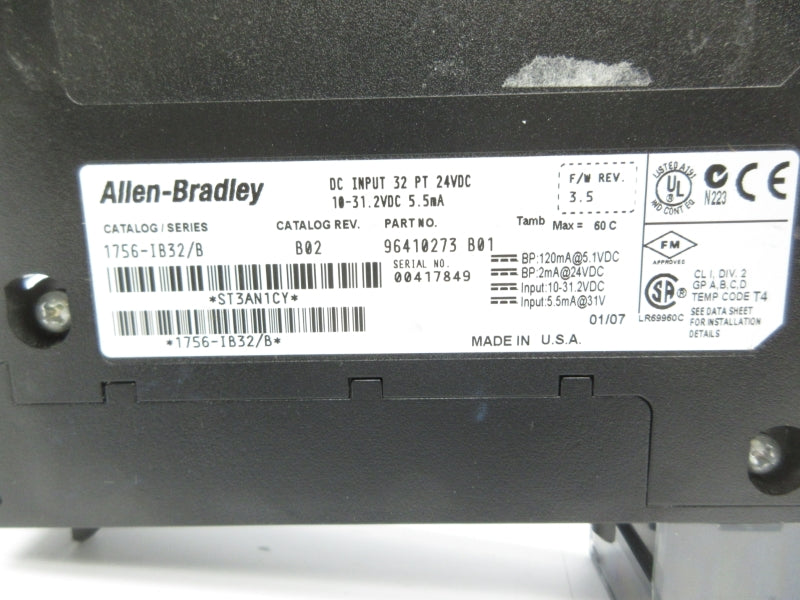 Allen-Bradley
DC INPUT 32 PT 24VDC
10-31.2VDC 5.5mA
F/W REV.
3.5
CATALOG / SERIES
1756-IB32/B
CATALOG REV.
B02
PART NO.
96410273 B01
Tamb Max = 60 C
SERIAL NO.
00417849
BP:120mA@5.1VDC
BP:2mA@24VDC
Input:10-31.2VDC
Input:5.5mA@31V
*ST3AN1CY*
*1756-IB32/B*
01/07
MADE IN U.S.A.
LISTED AT91
UL
IND CONT EQ
N223
CE
FM
APPROVED
SA
LR69960C
CL I, DIV. 2
GP A,B,C,D
TEMP CODE T4
SEE DATA SHEET
FOR INSTALLATION
DETAILS